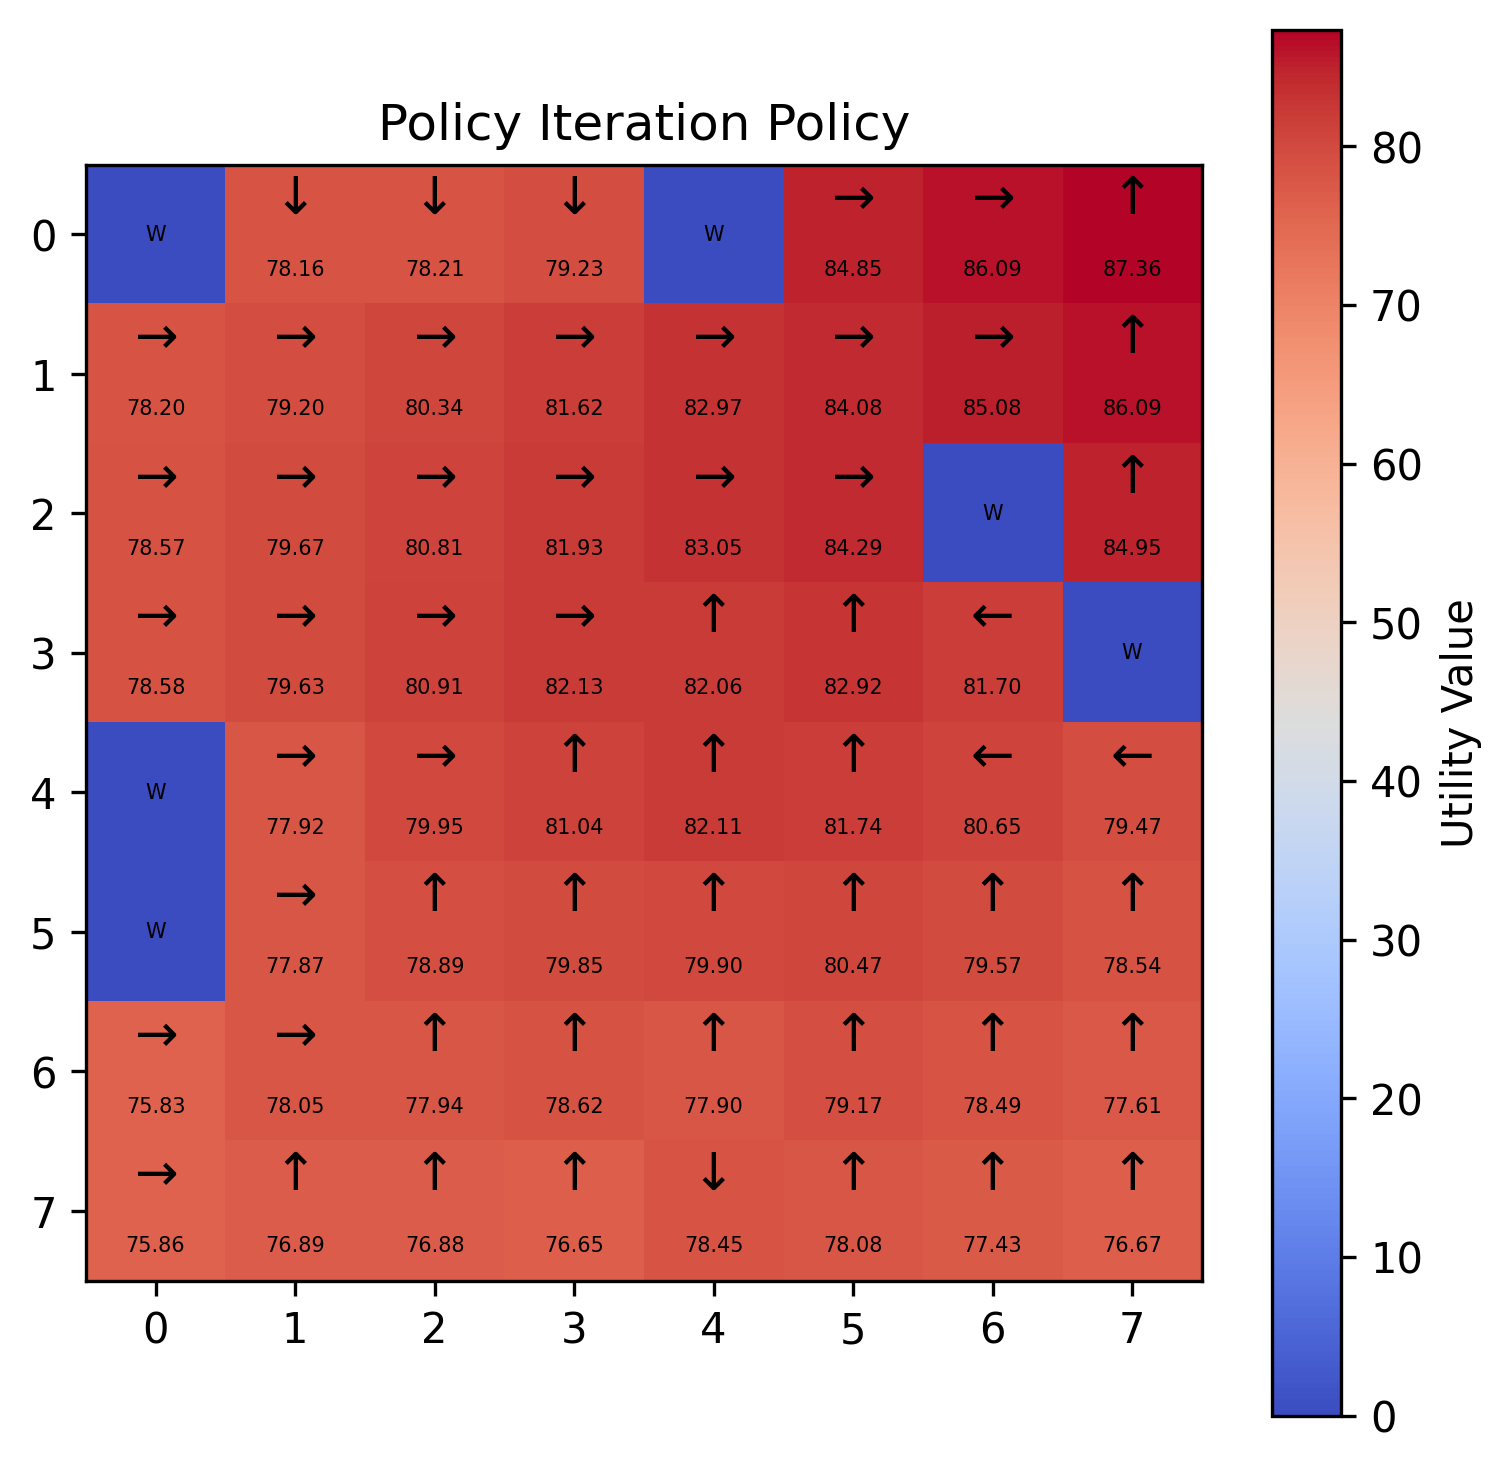 Policy Iteration Policy
0 W ↓ ↓ ↓ W → → ↑
78.16 78.21 79.23 84.85 86.09 87.36
1 → → → → → → → ↑
78.20 79.20 80.34 81.62 82.97 84.08 85.08 86.09
2 → → → → → → W ↑
78.57 79.67 80.81 81.93 83.05 84.29 84.95
3 → → → → ↑ ↑ ← W
78.58 79.63 80.91 82.13 82.06 82.92 81.70
4 W → → ↑ ↑ ↑ ← ←
77.92 79.95 81.04 82.11 81.74 80.65 79.47
5 W → ↑ ↑ ↑ ↑ ↑ ↑
77.87 78.89 79.85 79.90 80.47 79.57 78.54
6 → → ↑ ↑ ↑ ↑ ↑ ↑
75.83 78.05 77.94 78.62 77.90 79.17 78.49 77.61
7 → ↑ ↑ ↑ ↓ ↑ ↑ ↑
75.86 76.89 76.88 76.65 78.45 78.08 77.43 76.67
0 1 2 3 4 5 6 7
80
70
60
50
40
30
20
10
0
Utility Value